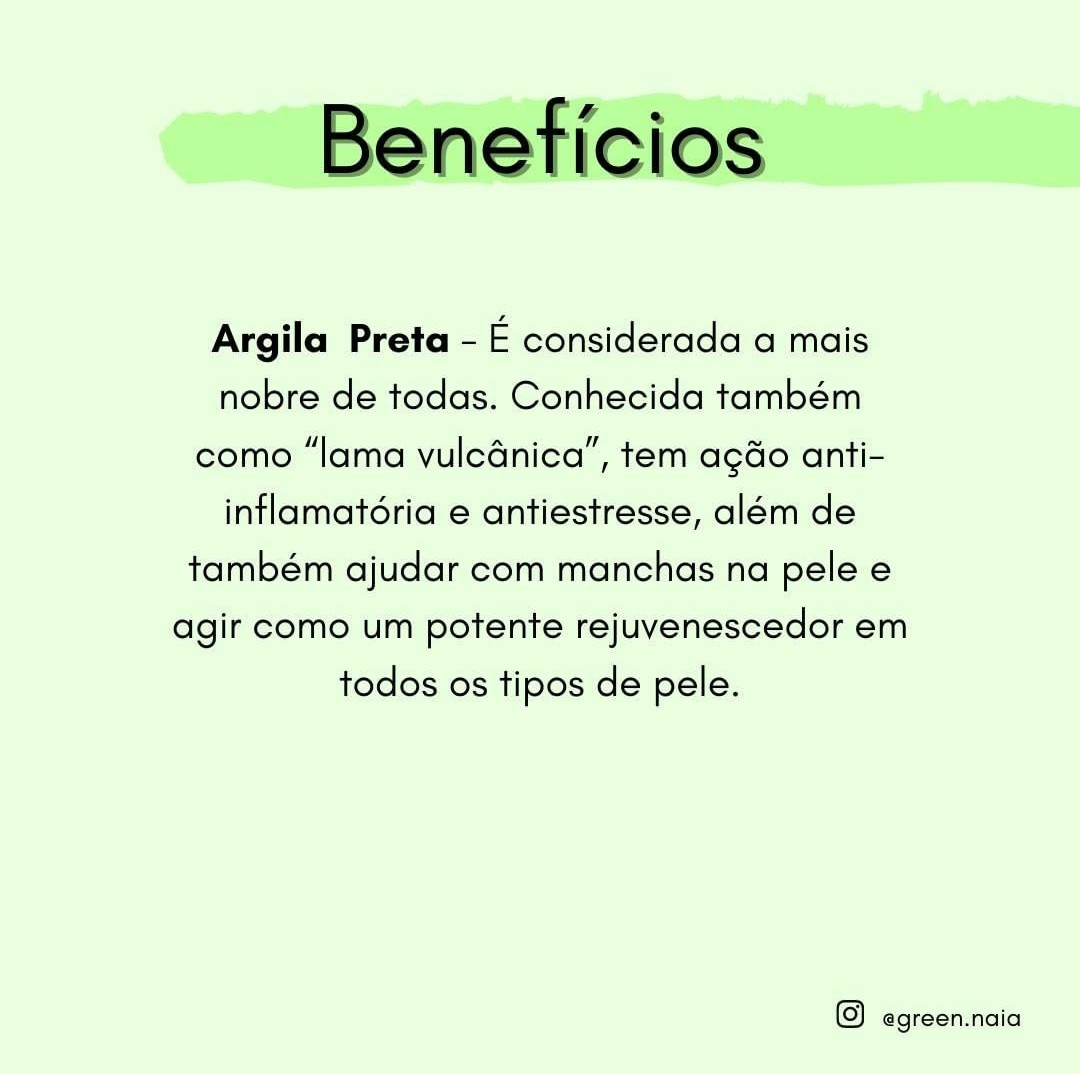 Benefícios
Argila Preta - É considerada a mais
nobre de todas. Conhecida também
como “lama vulcânica”, tem ação anti-
inflamatória e antiestresse, além de
também ajudar com manchas na pele e
agir como um potente rejuvenescedor em
todos os tipos de pele.
@green.naia